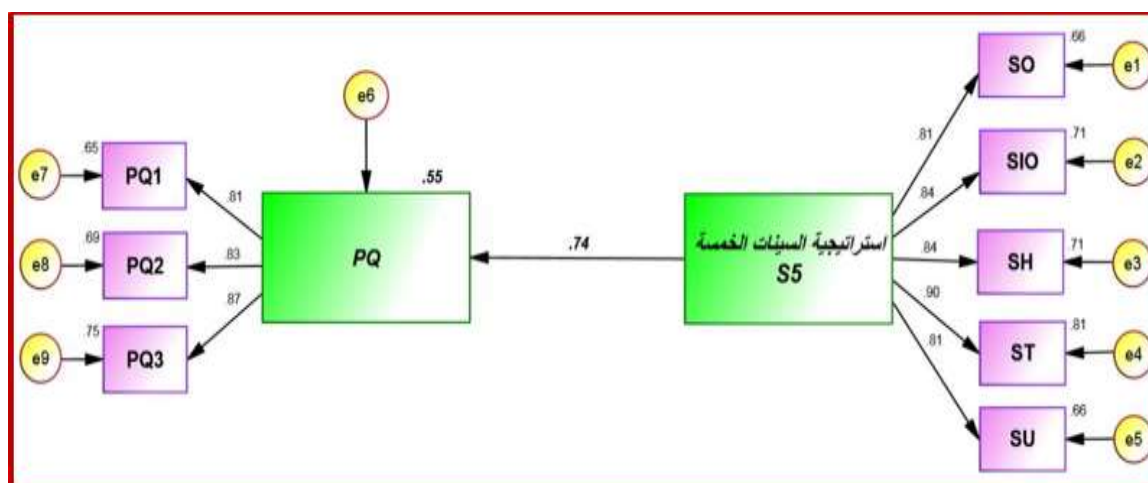 .66
SO
e1
e6
.81
.71
.65
e7
PQ1
.55
SIO
e2
.81
.84
.69
e8
PQ2
.83
PQ
.74
استراتيجية السينات الخمسة
S5
.84
.71
SH
e3
.87
.90
.75
e9
PQ3
.81
.81
ST
e4
.66
SU
e5